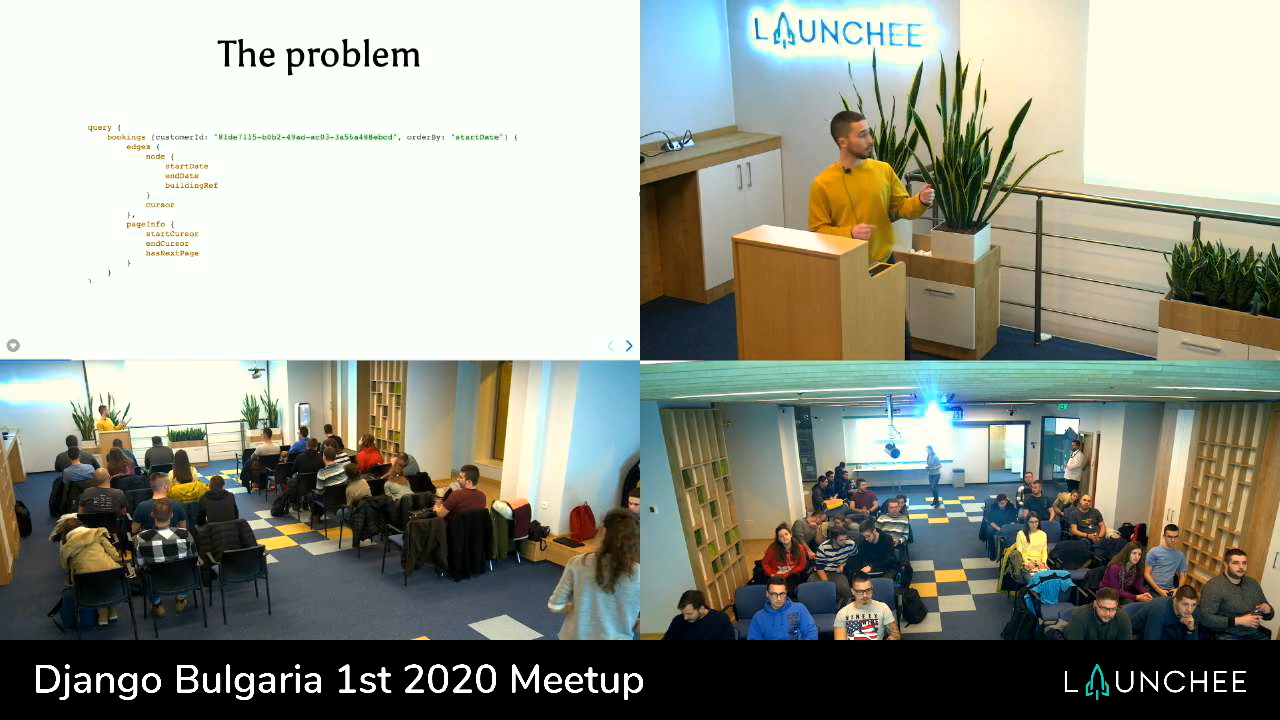 The problem
LAUNCHEE
query {
bookings (customerId: "81de7115-b0b2-49ad-ac03-3a56a488ebcd", orderBy: "startDate") {
edges {
node {
startDate
endDate
buildingRef
}
cursor
},
pageInfo {
startCursor
endCursor
hasNextPage
}
}
}
Django Bulgaria 1st 2020 Meetup
LAUNCHEE